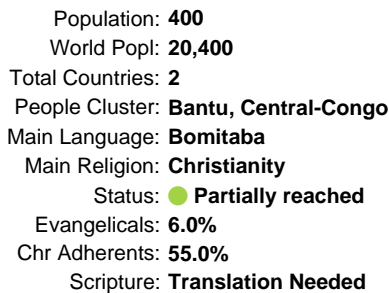 Population: 400
World Popl: 20,400
Total Countries: 2
People Cluster: Bantu, Central-Congo
Main Language: Bomitaba
Main Religion: Christianity
Status: Partially reached
Evangelicals: 6.0%
Chr Adherents: 55.0%
Scripture: Translation Needed